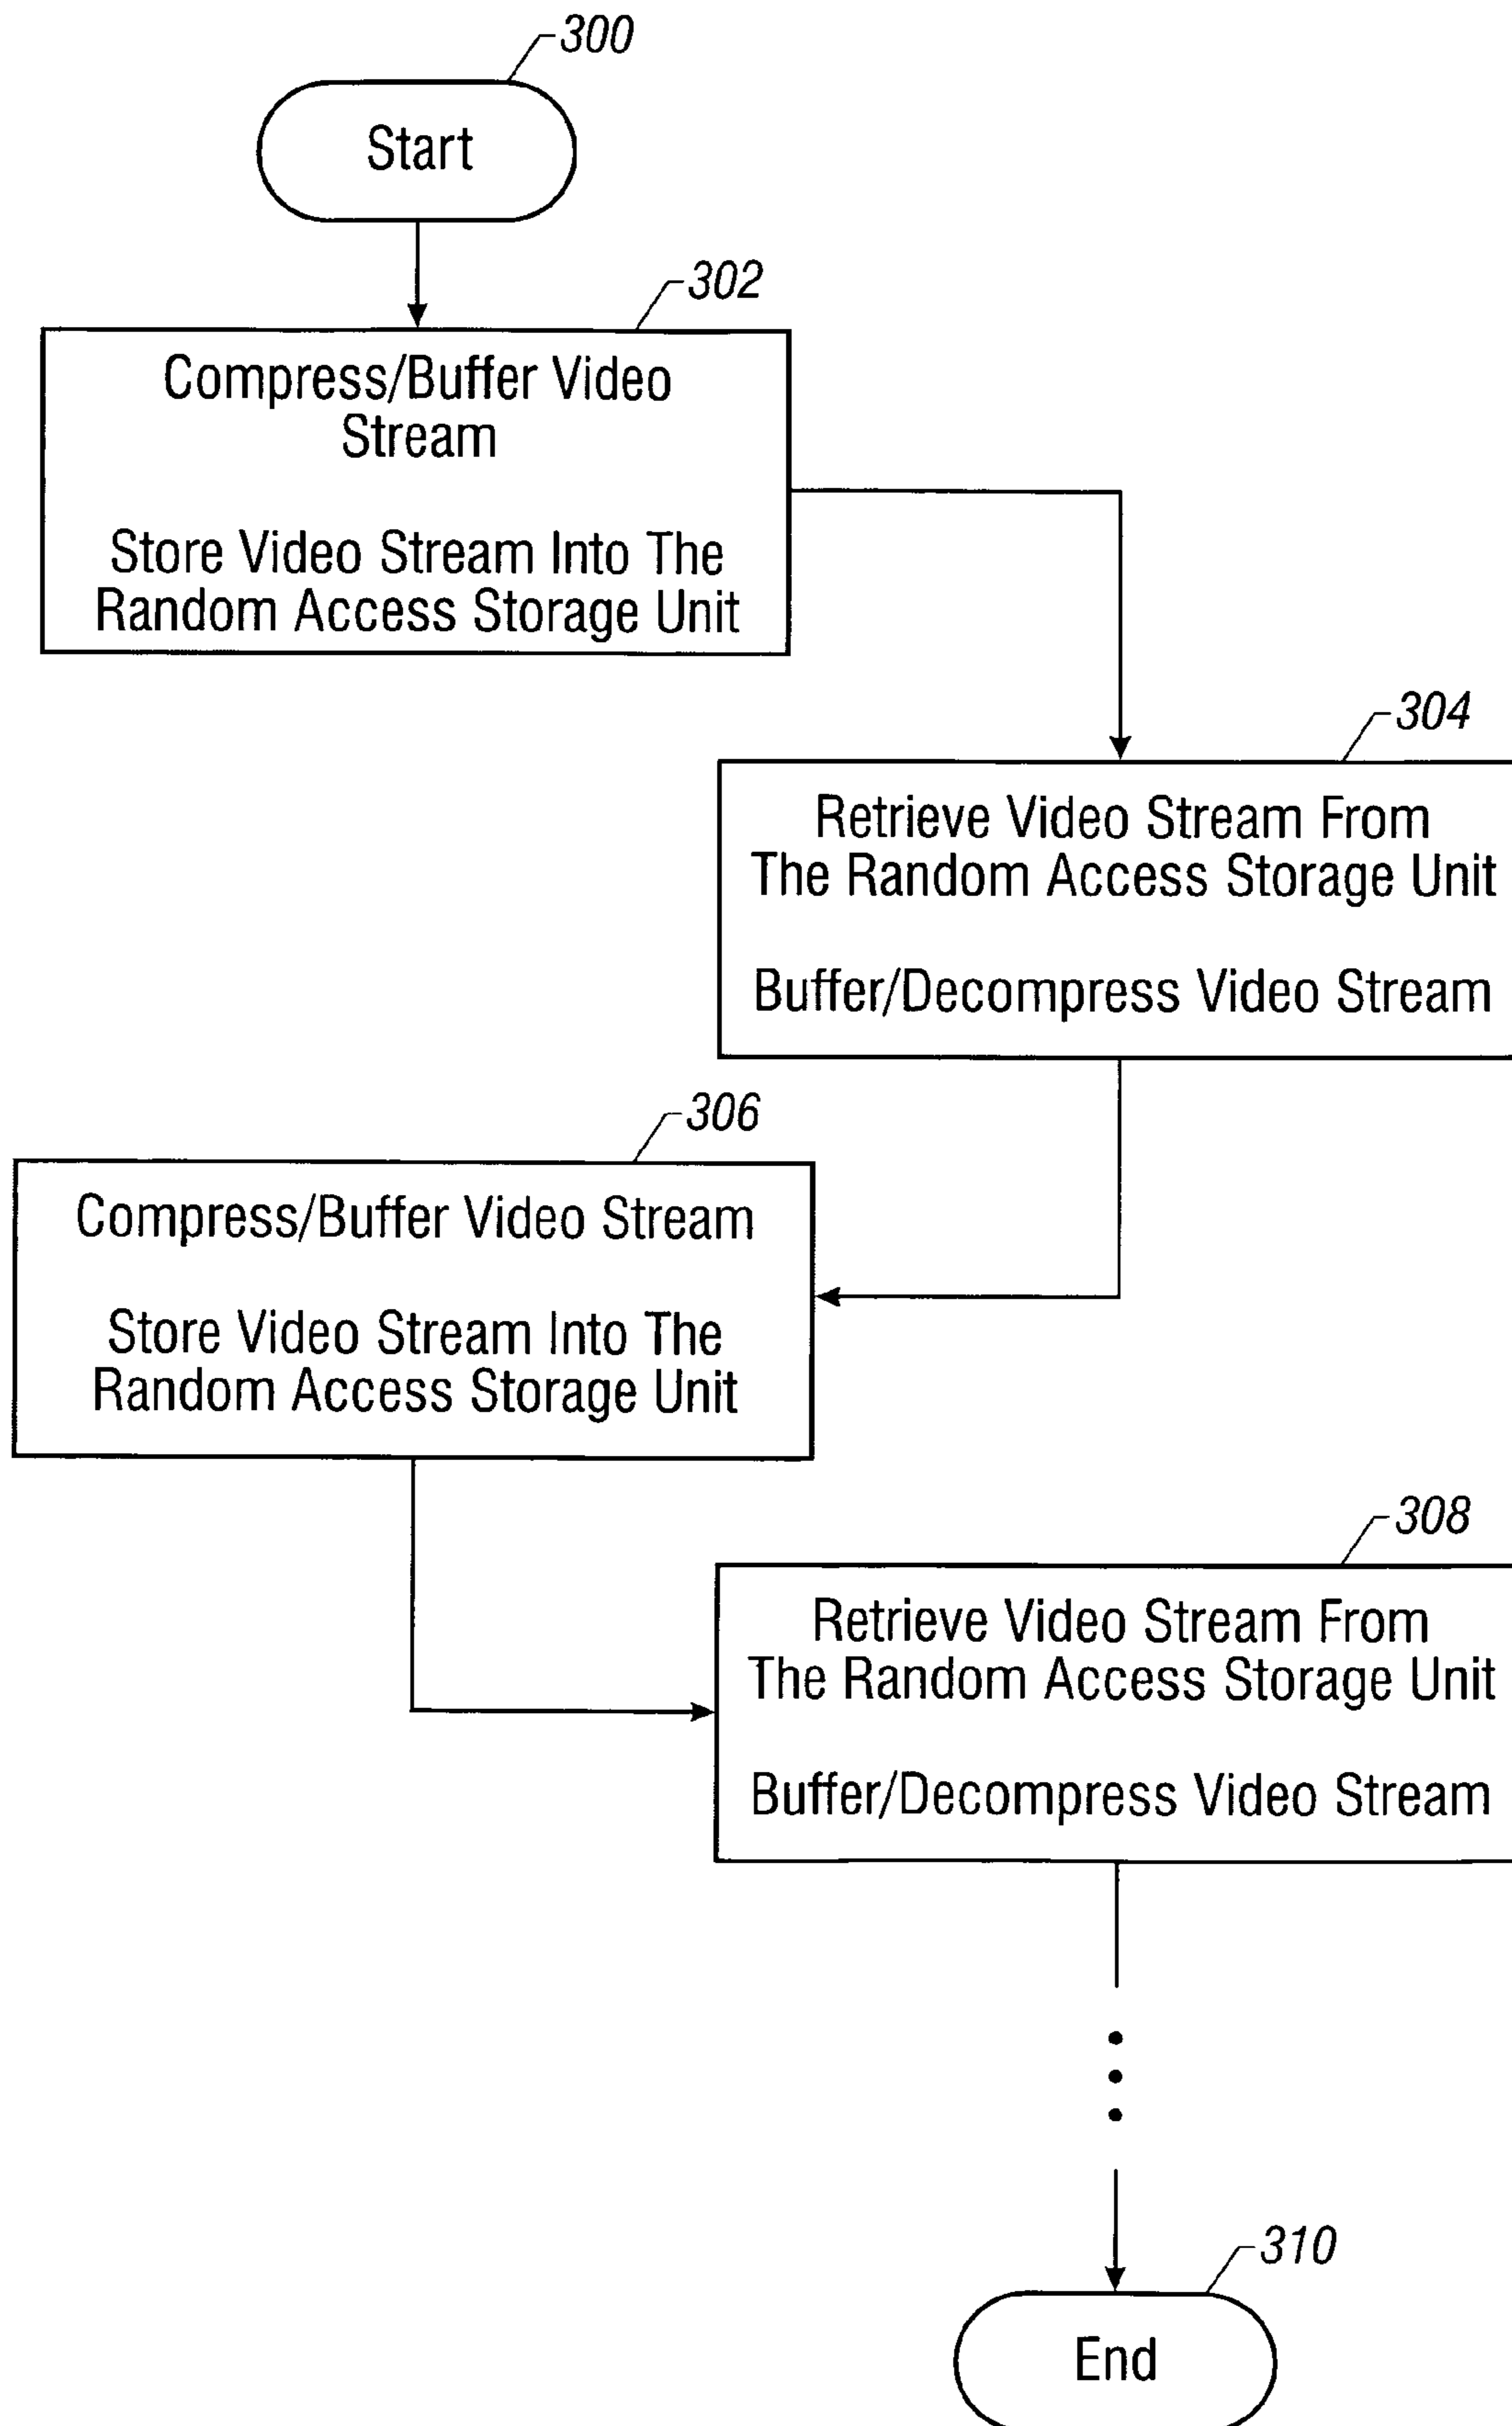 300
Start
302
Compress/Buffer Video
Stream
Store Video Stream Into The
Random Access Storage Unit
304
Retrieve Video Stream From
The Random Access Storage Unit
Buffer/Decompress Video Stream
306
Compress/Buffer Video Stream
Store Video Stream Into The
Random Access Storage Unit
308
Retrieve Video Stream From
The Random Access Storage Unit
Buffer/Decompress Video Stream
310
End